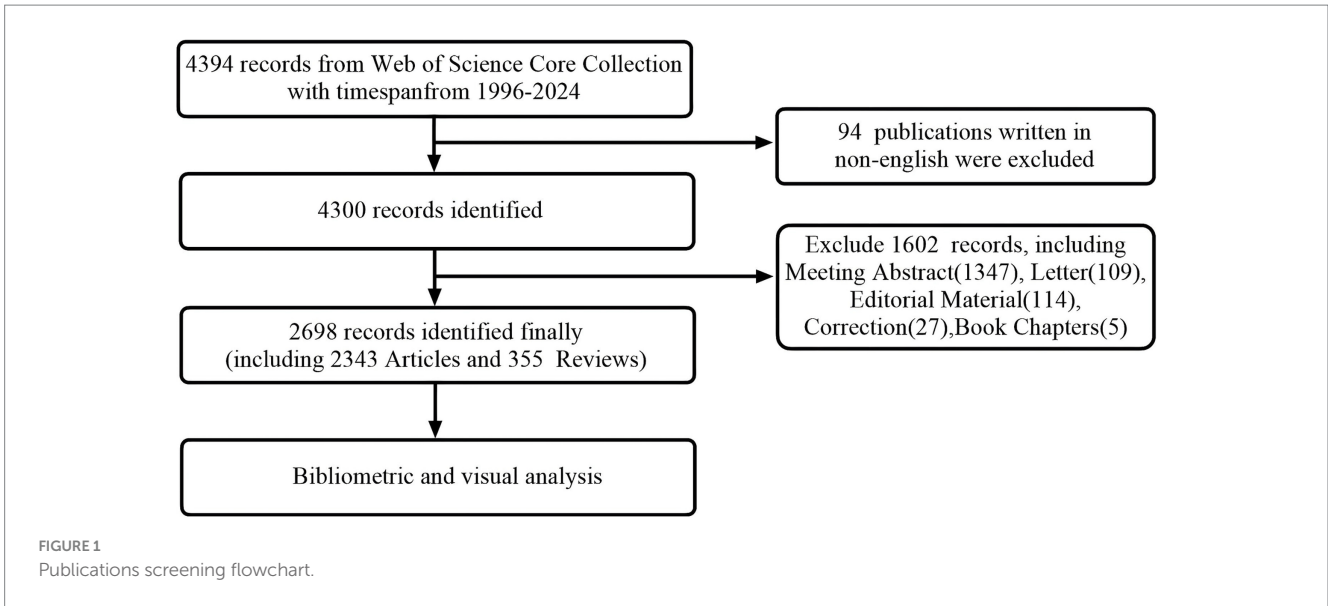 4394 records from Web of Science Core Collection
with timespanfrom 1996-2024
94 publications written in
non-english were excluded
4300 records identified
Exclude 1602 records, including
Meeting Abstract(1347), Letter(109),
Editorial Material(114),
Correction(27),Book Chapters(5)
2698 records identified finally
(including 2343 Articles and 355 Reviews)
Bibliometric and visual analysis
FIGURE 1
Publications screening flowchart.